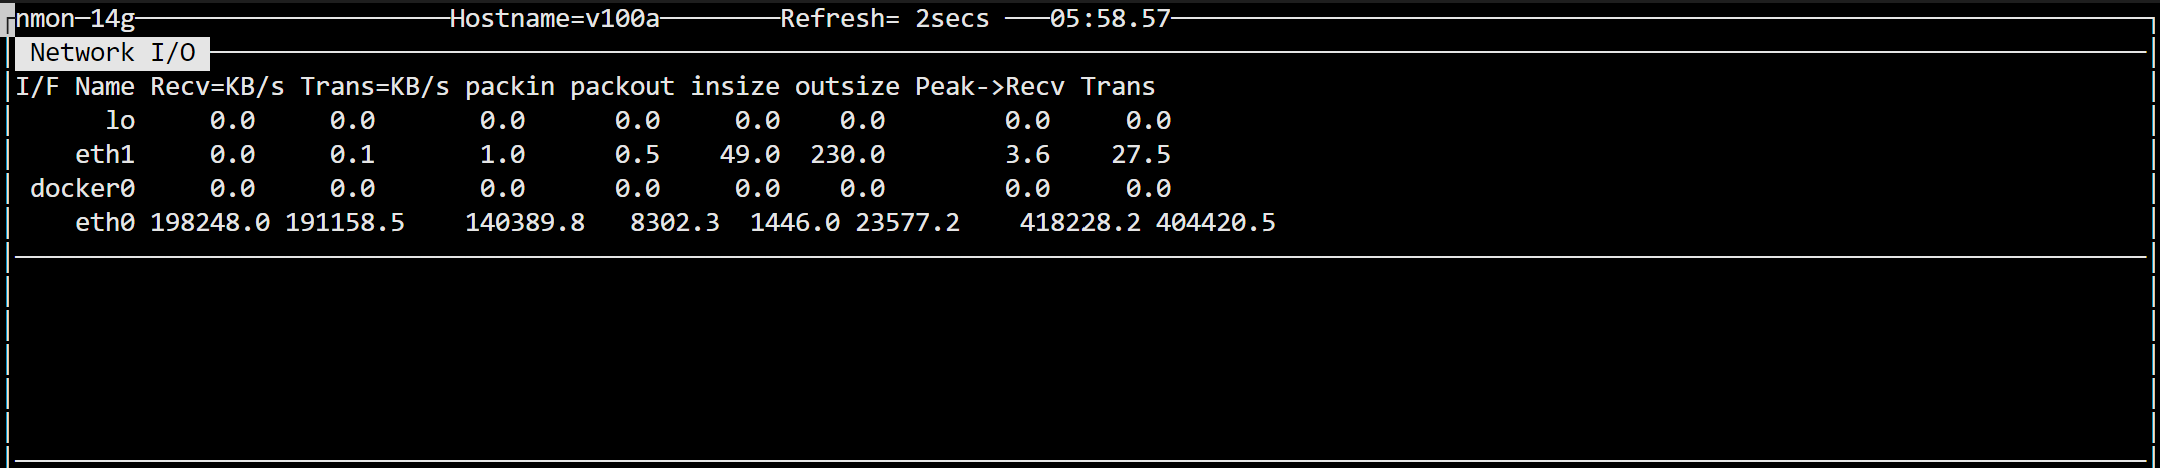 nmon-14g Hostname=v100a Refresh= 2secs 05:58.57
Network I/O
I/F Name Recv=KB/s Trans=KB/s packin packout insize outsize Peak->Recv Trans
lo 0.0 0.0 0.0 0.0 0.0 0.0 0.0 0.0
eth1 0.0 0.1 1.0 0.5 49.0 230.0 3.6 27.5
docker0 0.0 0.0 0.0 0.0 0.0 0.0 0.0 0.0
eth0 198248.0 191158.5 140389.8 8302.3 1446.0 23577.2 418228.2 404420.5